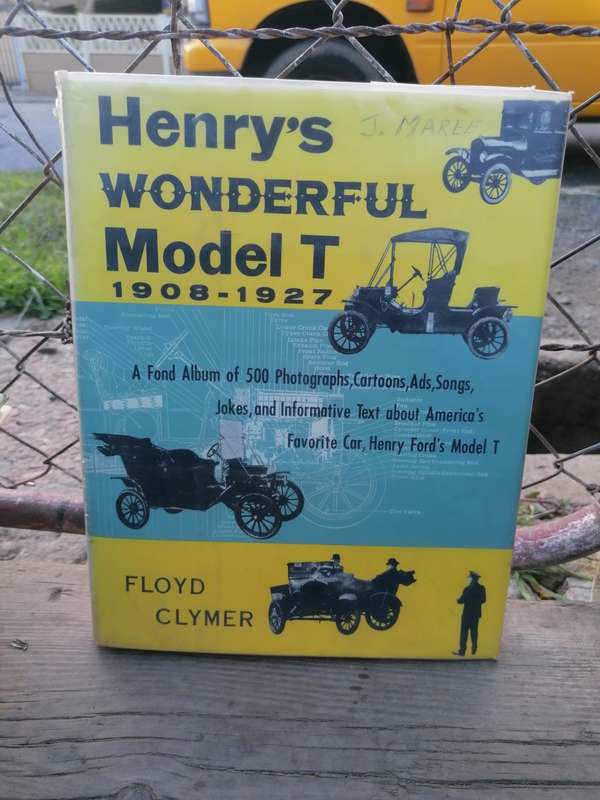 Henry's
J. MAREE
WONDERFUL
Model T
1908-1927
A Fond Album of 500 Photographs, Cartoons, Ads, Songs,
Jokes, and Informative Text about America's
Favorite Car, Henry Ford's Model T
FLOYD
CLYMER